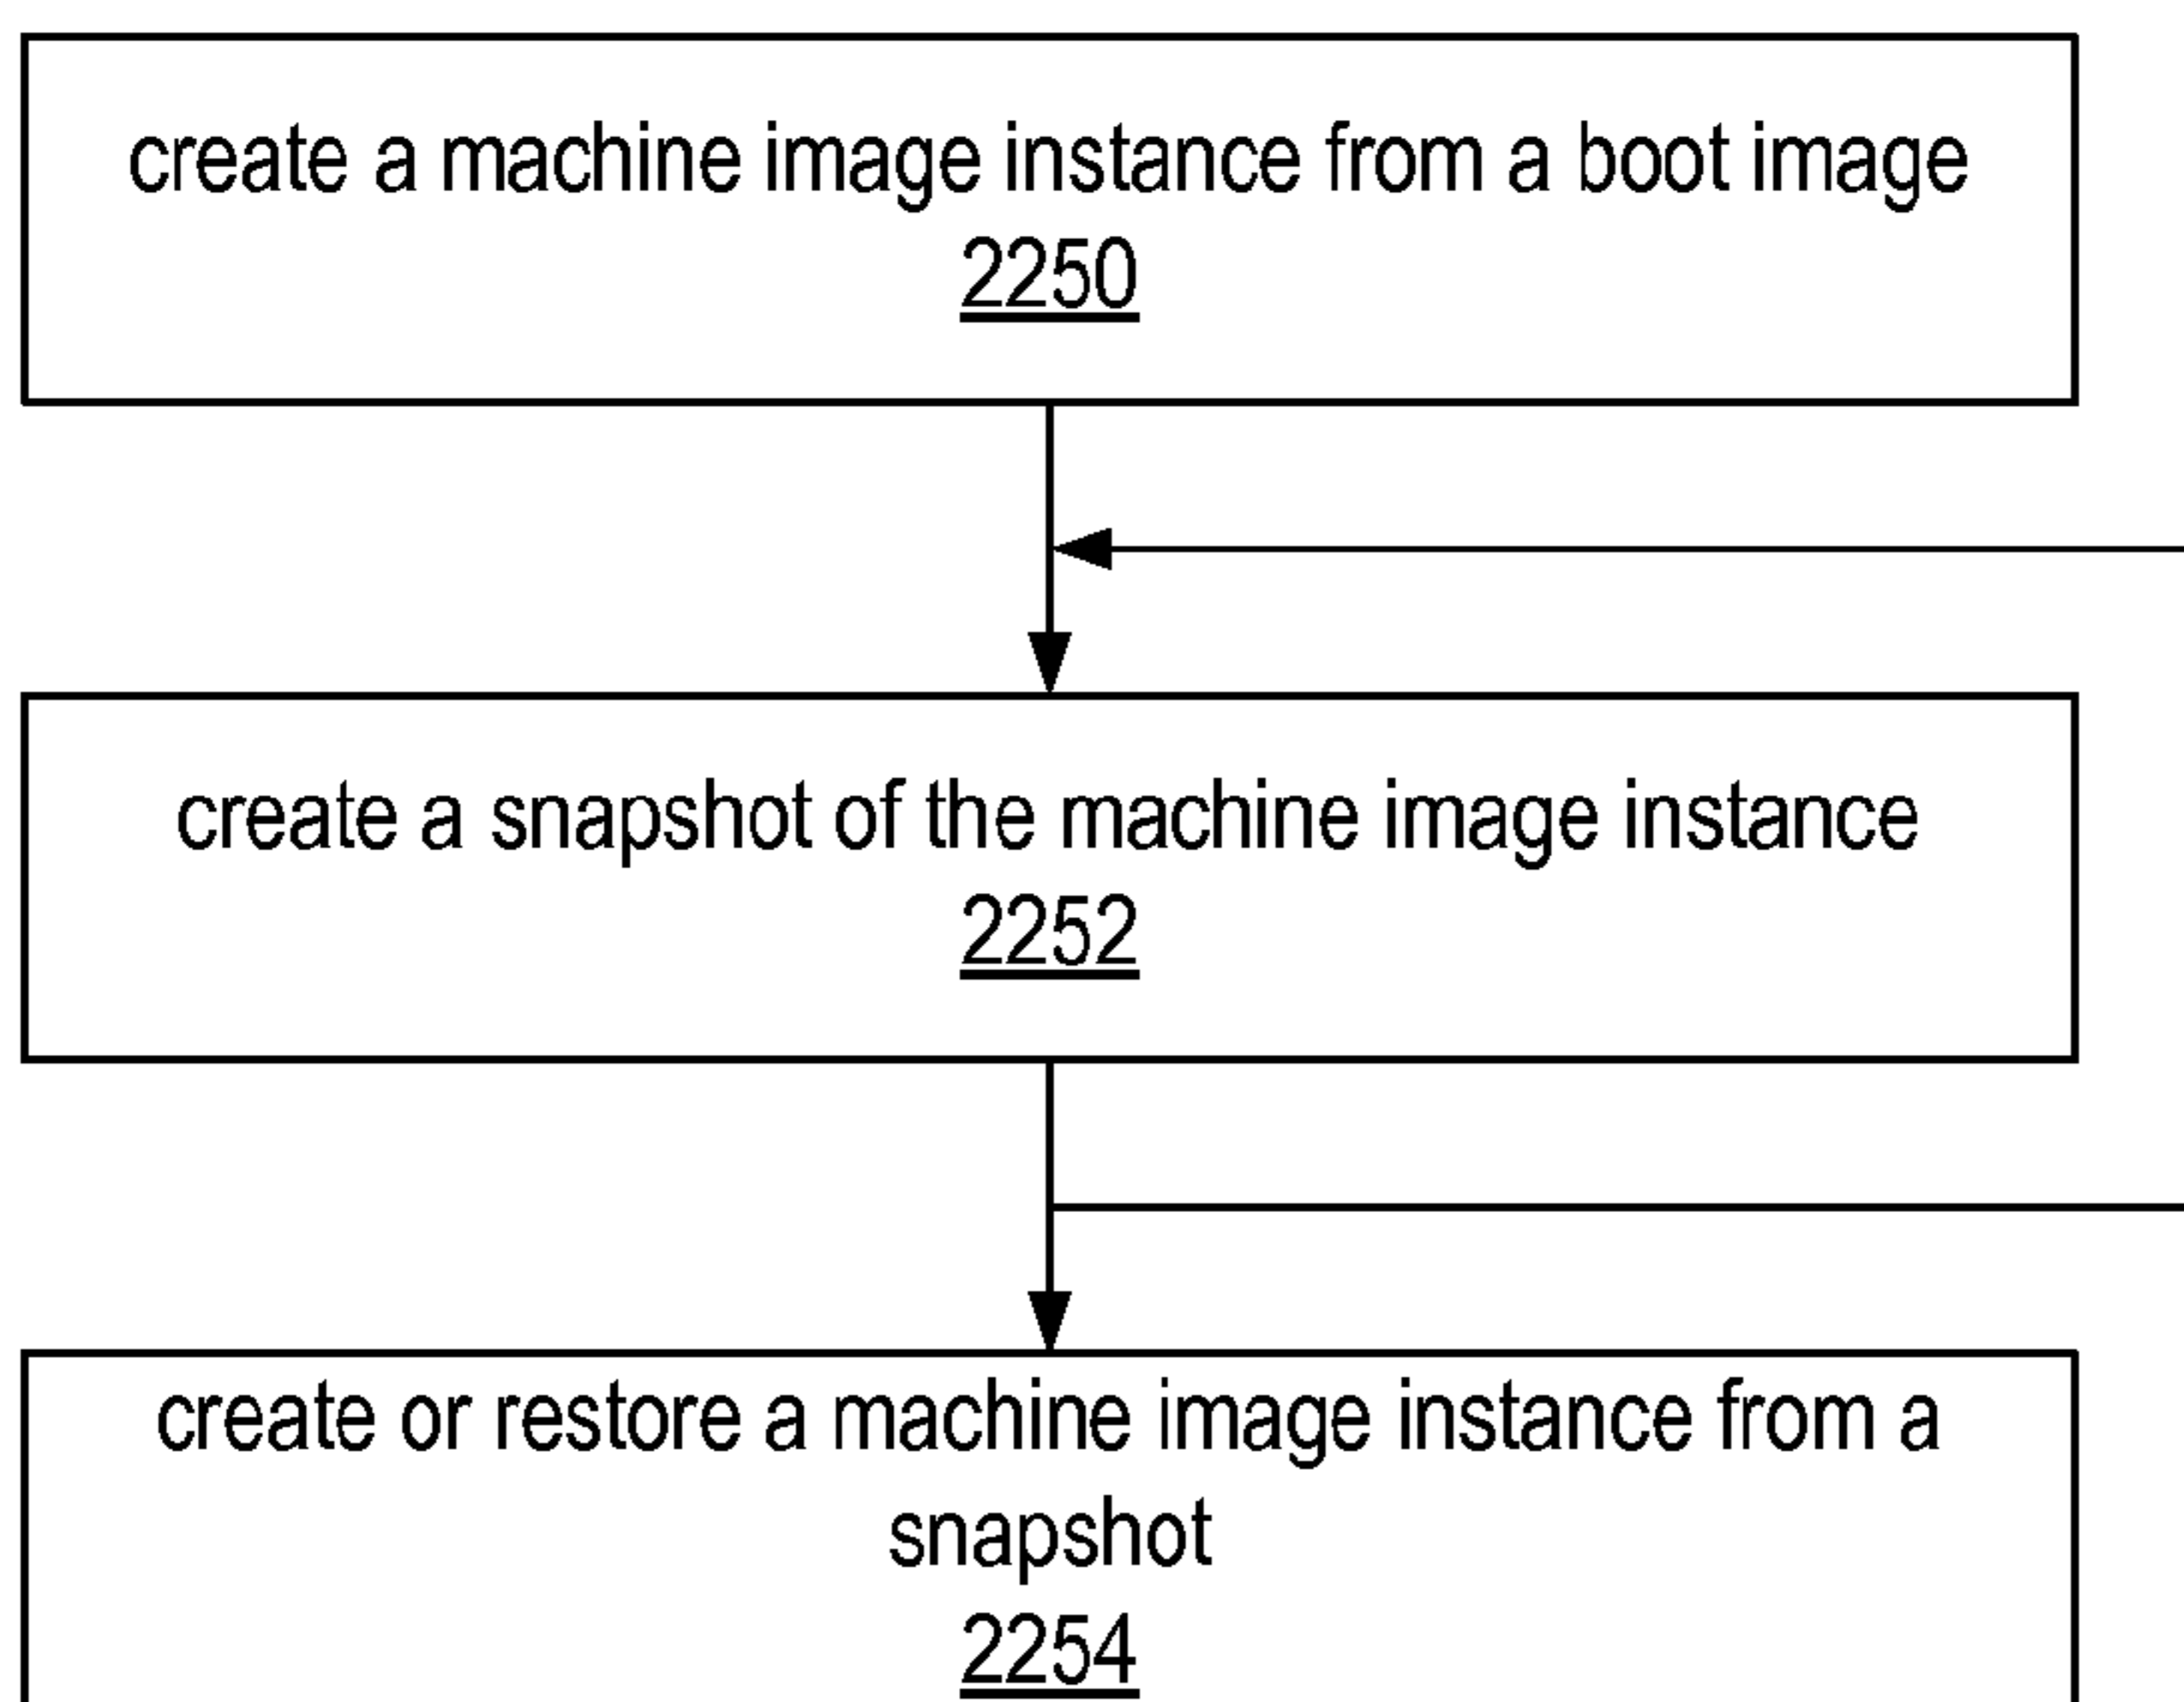 create a machine image instance from a boot image
2250
create a snapshot of the machine image instance
2252
create or restore a machine image instance from a
snapshot
2254